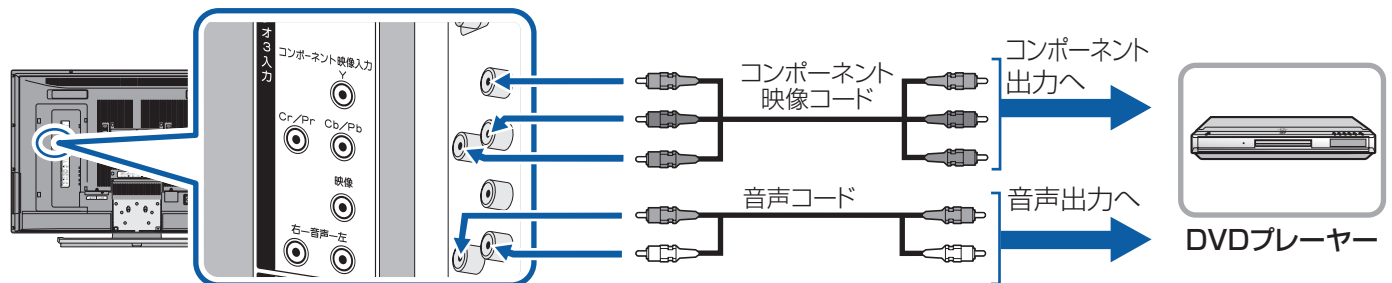 オ3入力
コンポーネント映像入力
Y
Cr/Pr
Cb/Pb
映像
右ー音声ー左
コンポーネント
映像コード
音声コード
コンポーネント
出力へ
音声出力へ
DVDプレーヤー